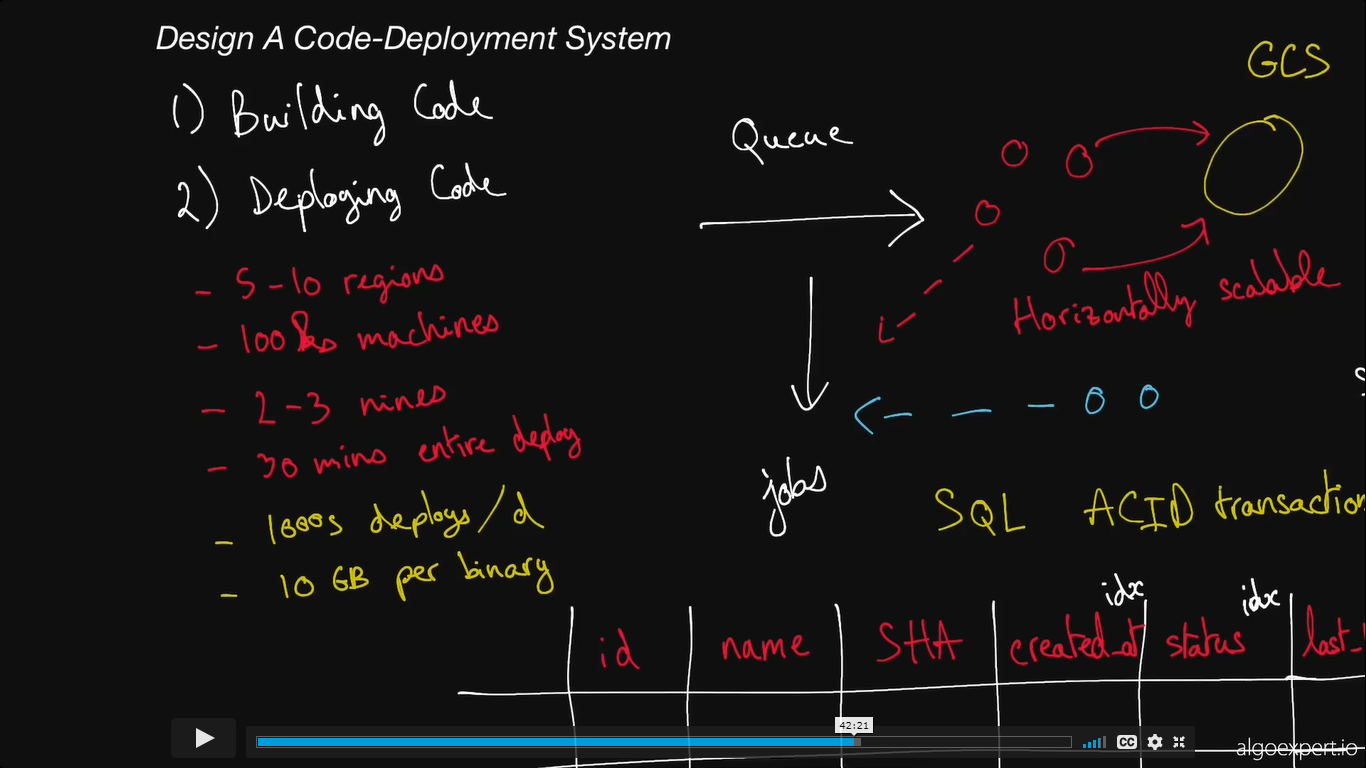 Design A Code-Deployment System
GCS
1) Building Code
Queue
2) Deploying Code
- 5-10 regions
Horizontally scalable
- 100ks machines
- 2-3 nines
- 30 mins entire deploy
jobs
SQL ACID transaction
- 1000s deploys/d
- 10 GB per binary
idx idx
id name SHA created_at status last_
42:21
CC
algoexpert.io